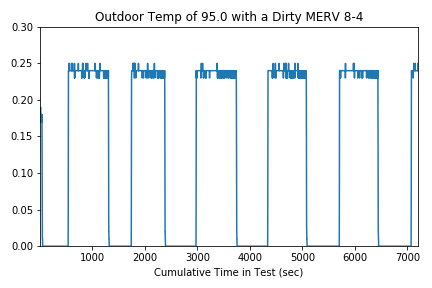 Outdoor Temp of 95.0 with a Dirty MERV 8-4
0.30
0.25
0.20
0.15
0.10
0.05
0.00
1000 2000 3000 4000 5000 6000 7000
Cumulative Time in Test (sec)